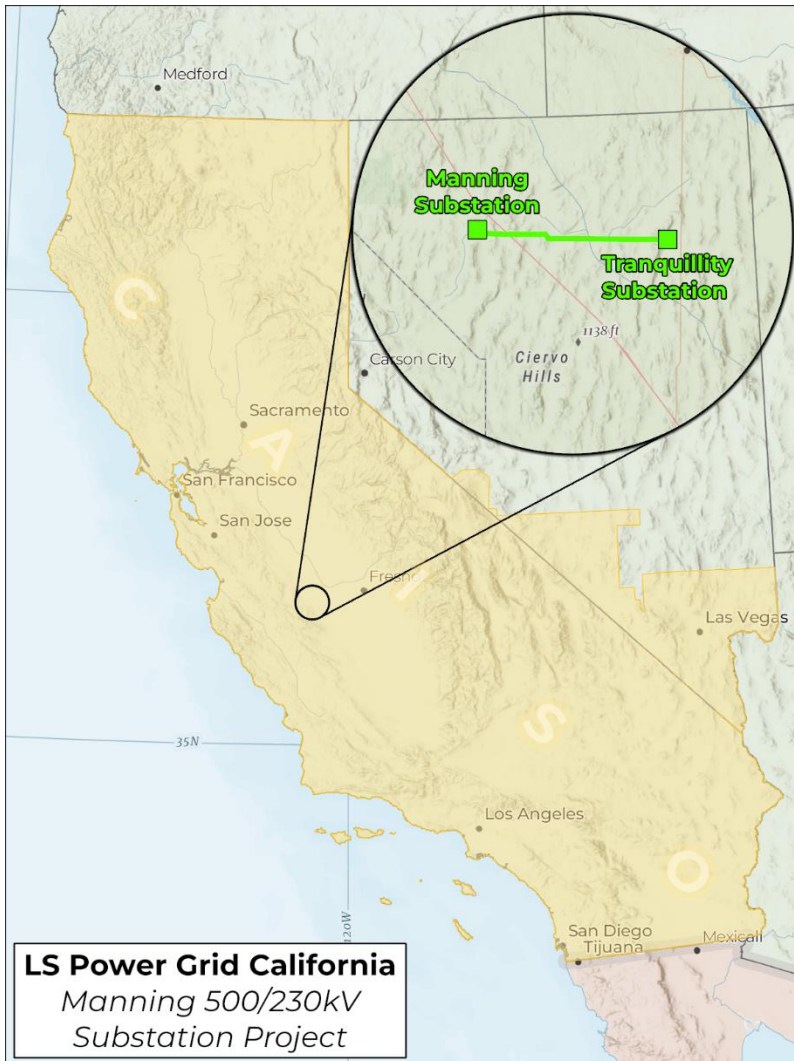 Medford
Manning
Substation
Tranquillity
Substation
1138 ft
Ciervo
Hills
Carson City
C
Sacramento
A
San Francisco
San Jose
Fresno
I
Las Vegas
35N
S
Los Angeles
O
120W
San Diego
Tijuana
Mexicali
LS Power Grid California
Manning 500/230kV
Substation Project